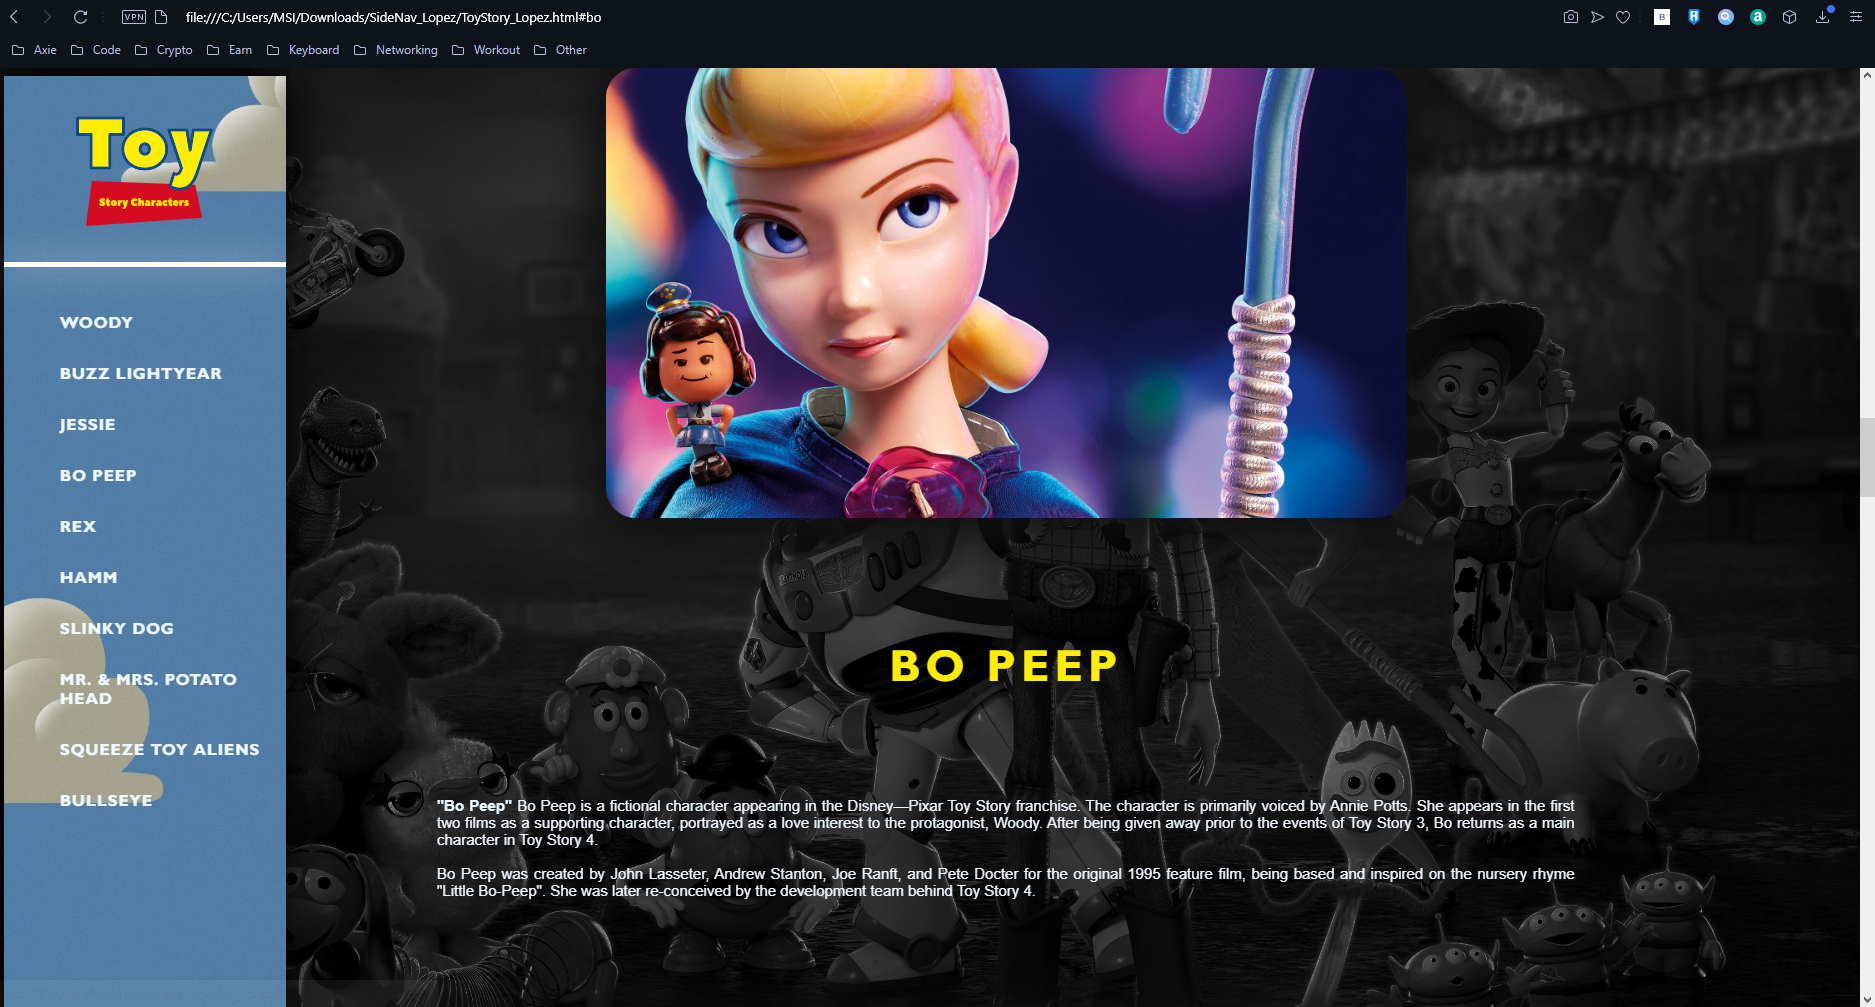 VPN
file:///C:/Users/MSI/Downloads/SideNav_Lopez/ToyStory_Lopez.html#bo
Axie Code Crypto Earn Keyboard Networking Workout Other
Toy
Story Characters
WOODY
BUZZ LIGHTYEAR
JESSIE
BO PEEP
REX
HAMM
SLINKY DOG
MR. & MRS. POTATO
HEAD
SQUEEZE TOY ALIENS
BULLSEYE
BO PEEP
"Bo Peep" Bo Peep is a fictional character appearing in the Disney—Pixar Toy Story franchise. The character is primarily voiced by Annie Potts. She appears in the first
two films as a supporting character, portrayed as a love interest to the protagonist, Woody. After being given away prior to the events of Toy Story 3, Bo returns as a main
character in Toy Story 4.
Bo Peep was created by John Lasseter, Andrew Stanton, Joe Ranft, and Pete Docter for the original 1995 feature film, being based and inspired on the nursery rhyme
"Little Bo-Peep". She was later re-conceived by the development team behind Toy Story 4.